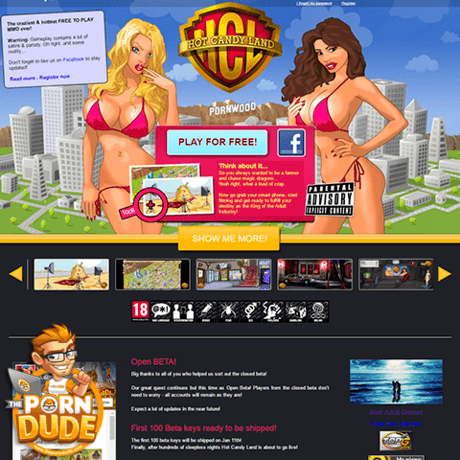 I forgot my password Register
The craziest & hottest FREE TO PLAY
MMO ever!
Warning: Gameplay contains a lot of
satire & parody. Oh right, and some
nudity...
Don't forget to like us on Facebook to stay
updated!
Read more - Register now
HCL
HOT CANDY LAND
PORNWOOD
PLAY FOR FREE!
f
Think about it...
So you always wanted to be a farmer
and chase magic dragons...
Yeah right, what a load of crap.
Now go grab your smart phone, start
filming and get ready to fulfill your
destiny as the King of the Adult
Industry!
TOUR
PARENTAL
ADVISORY
EXPLICIT CONTENT
SHOW ME MORE!
18
Open BETA!
Big thanks to all of you who helped us sort out the closed beta!
Our great quest continues but this time as Open Beta! Players from the closed beta don't
need to worry - all accounts will remain as they are!
Expect a lot of updates in the near future!
First 100 Beta keys ready to be shipped!
The first 100 beta keys will be shipped on Jan 11th!
Finally, after hundreds of sleepless nights Hot Candy Land is about to go live!
THE
PORN
DUDE
Best Adult Games